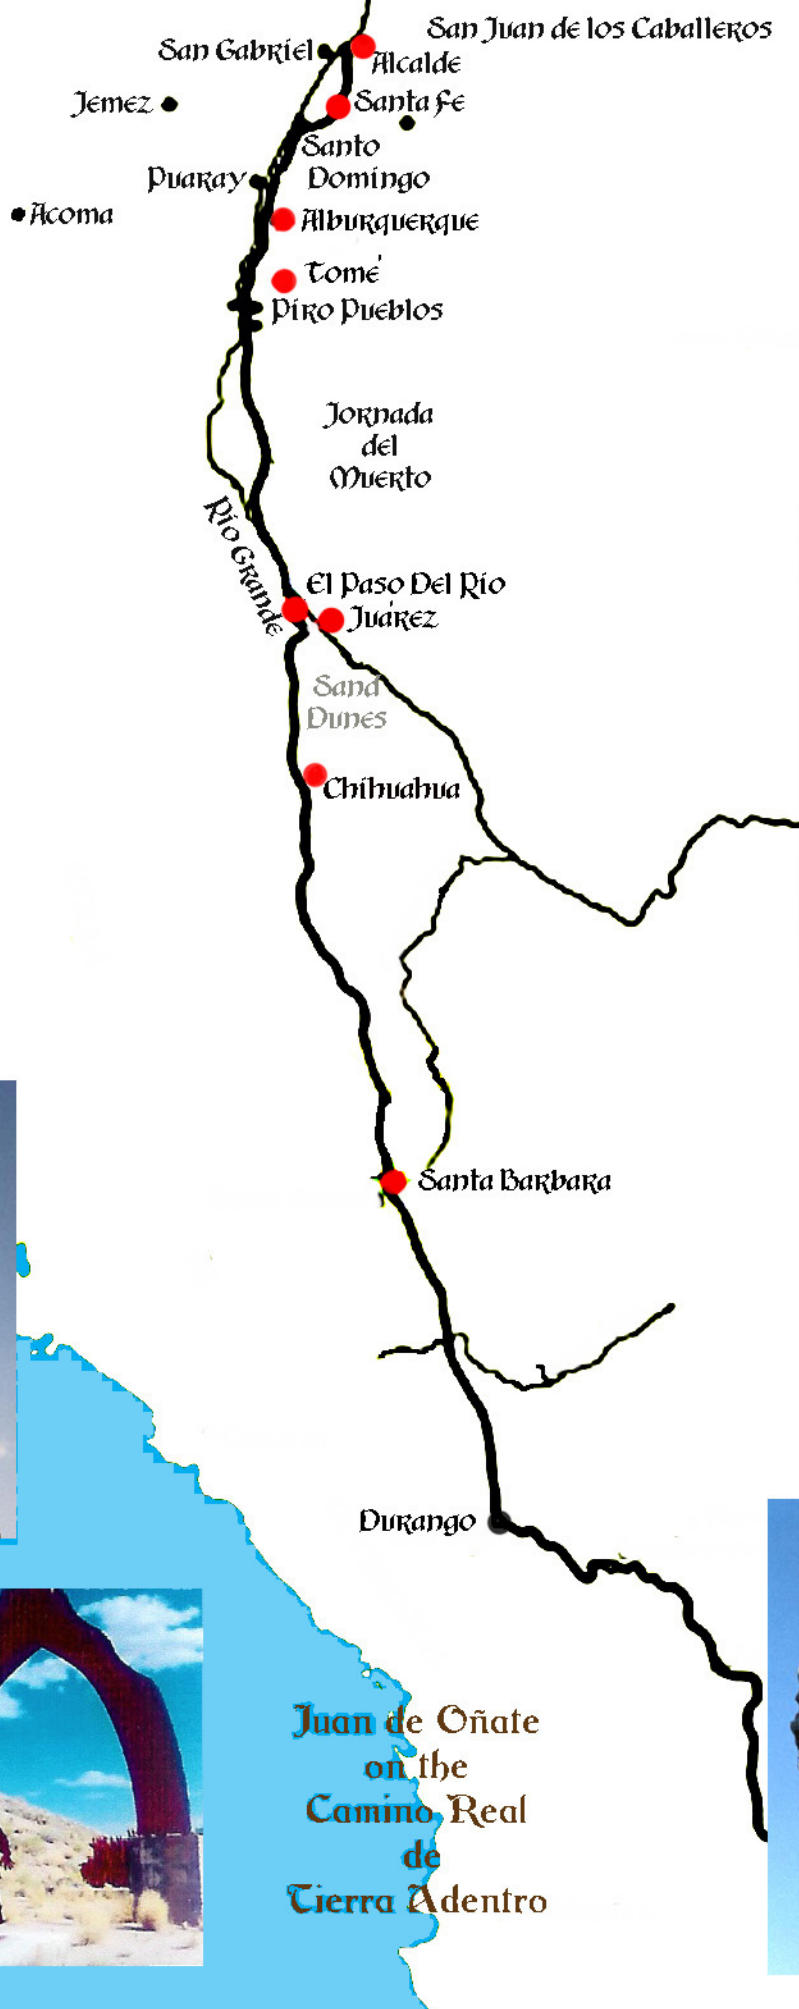 San Juan de los Caballeros
San Gabriel
Alcalde
Jemez
Santa Fe
Santo
Domingo
Puaray
Acoma
Alburquerque
Tomé
Piro Pueblos
Jornada
del
Muerto
Rio Grande
El Paso Del Rio
Juárez
Sand
Dunes
Chihuahua
Santa Barbara
Durango
Juan de Oñate
on the
Camino Real
de
Tierra Adentro